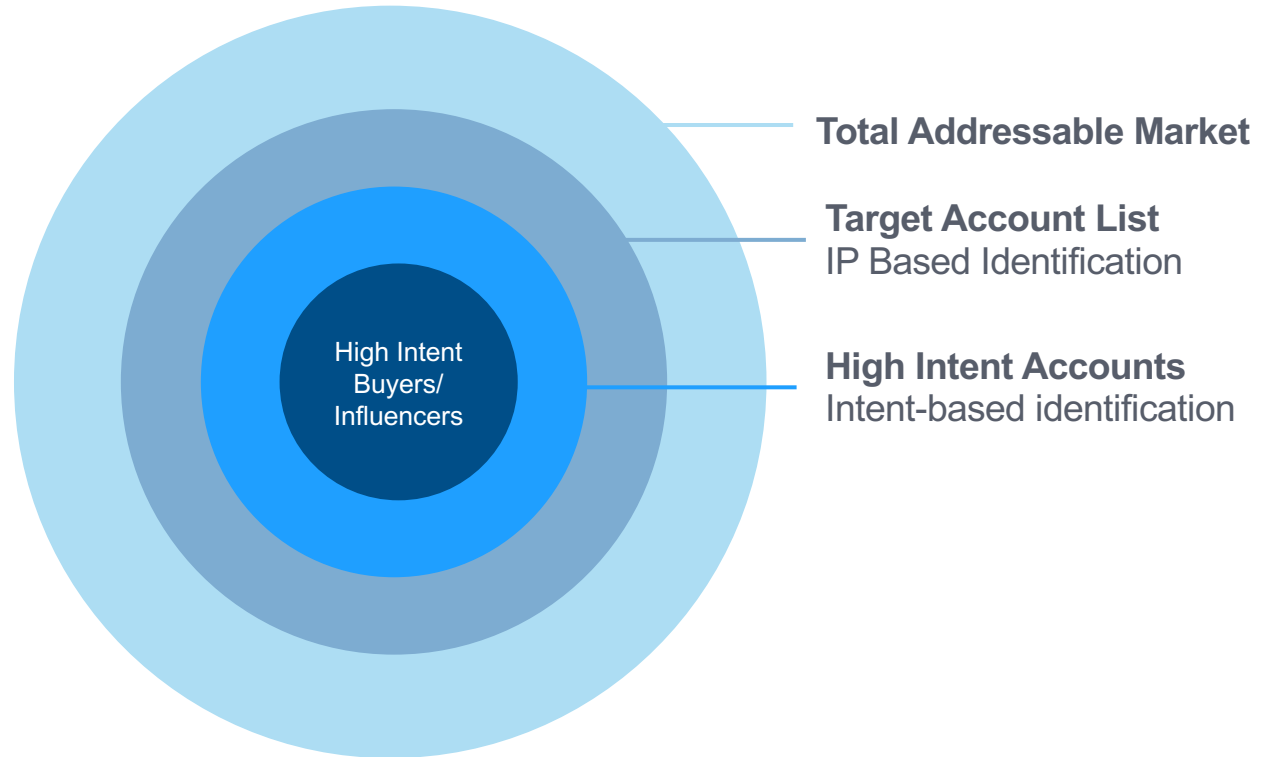 Total Addressable Market
Target Account List
IP Based Identification
High Intent
Buyers/
Influencers
High Intent Accounts
Intent-based identification